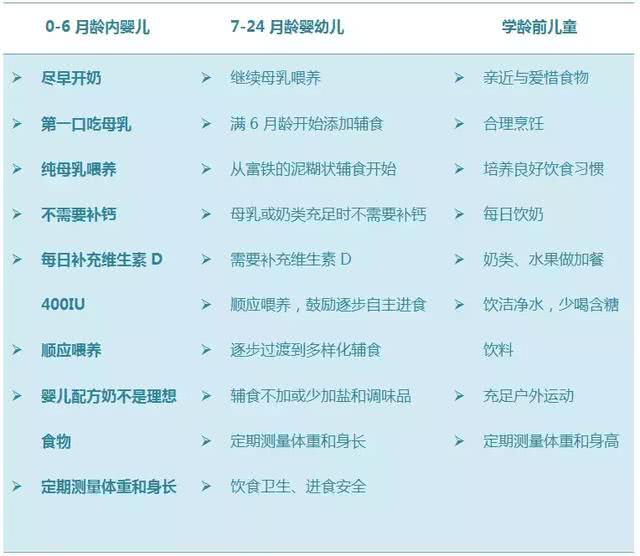 0-6 月龄内婴儿
7-24 月龄婴幼儿
学龄前儿童
尽早开奶
第一口吃母乳
纯母乳喂养
不需要补钙
每日补充维生素 D
400IU
顺应喂养
婴儿配方奶不是理想
食物
定期测量体重和身长
继续母乳喂养
满 6 月龄开始添加辅食
从富铁的泥糊状辅食开始
母乳或奶类充足时不需要补钙
需要补充维生素 D
顺应喂养，鼓励逐步自主进食
逐步过渡到多样化辅食
辅食不加或少加盐和调味品
定期测量体重和身长
饮食卫生、进食安全
亲近与爱惜食物
合理烹饪
培养良好饮食习惯
每日饮奶
奶类、水果做加餐
饮洁净水，少喝含糖
饮料
充足户外运动
定期测量体重和身高